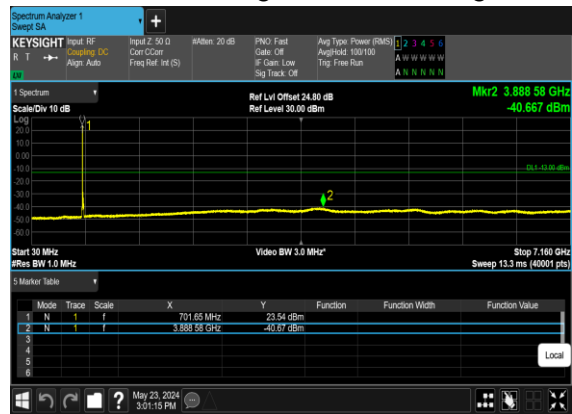 Spectrum Analyzer 1
Swept SA
+
KEYSIGHT Input: RF Input Z: 50 Ω #Atten: 20 dB PNO: Fast Avg Type: Power (RMS) 1 2 3 4 5 6
R T Coupling: DC Corr CCorr Gate: Off Avg|Hold: 100/100 A W W W W W
Align: Auto Freq Ref: Int (S) IF Gain: Low Trig: Free Run
LXI Sig Track: Off A N N N N N
1 Spectrum Ref Lvl Offset 24.80 dB Mkr2 3.888 58 GHz
Scale/Div 10 dB Ref Level 30.00 dBm -40.667 dBm
Log
20.0
10.0
0.00
-10.0
-20.0
-30.0
-40.0
-50.0
-60.0
1
DL1 -13.00 dBm
2
Start 30 MHz Video BW 3.0 MHz* Stop 7.160 GHz
#Res BW 1.0 MHz Sweep 13.3 ms (40001 pts)
5 Marker Table
Mode Trace Scale X Y Function Function Width Function Value
1 N 1 f 701.65 MHz 23.54 dBm
2 N 1 f 3.888 58 GHz -40.67 dBm
3
4
5
6
Local
? May 23, 2024
3:01:15 PM